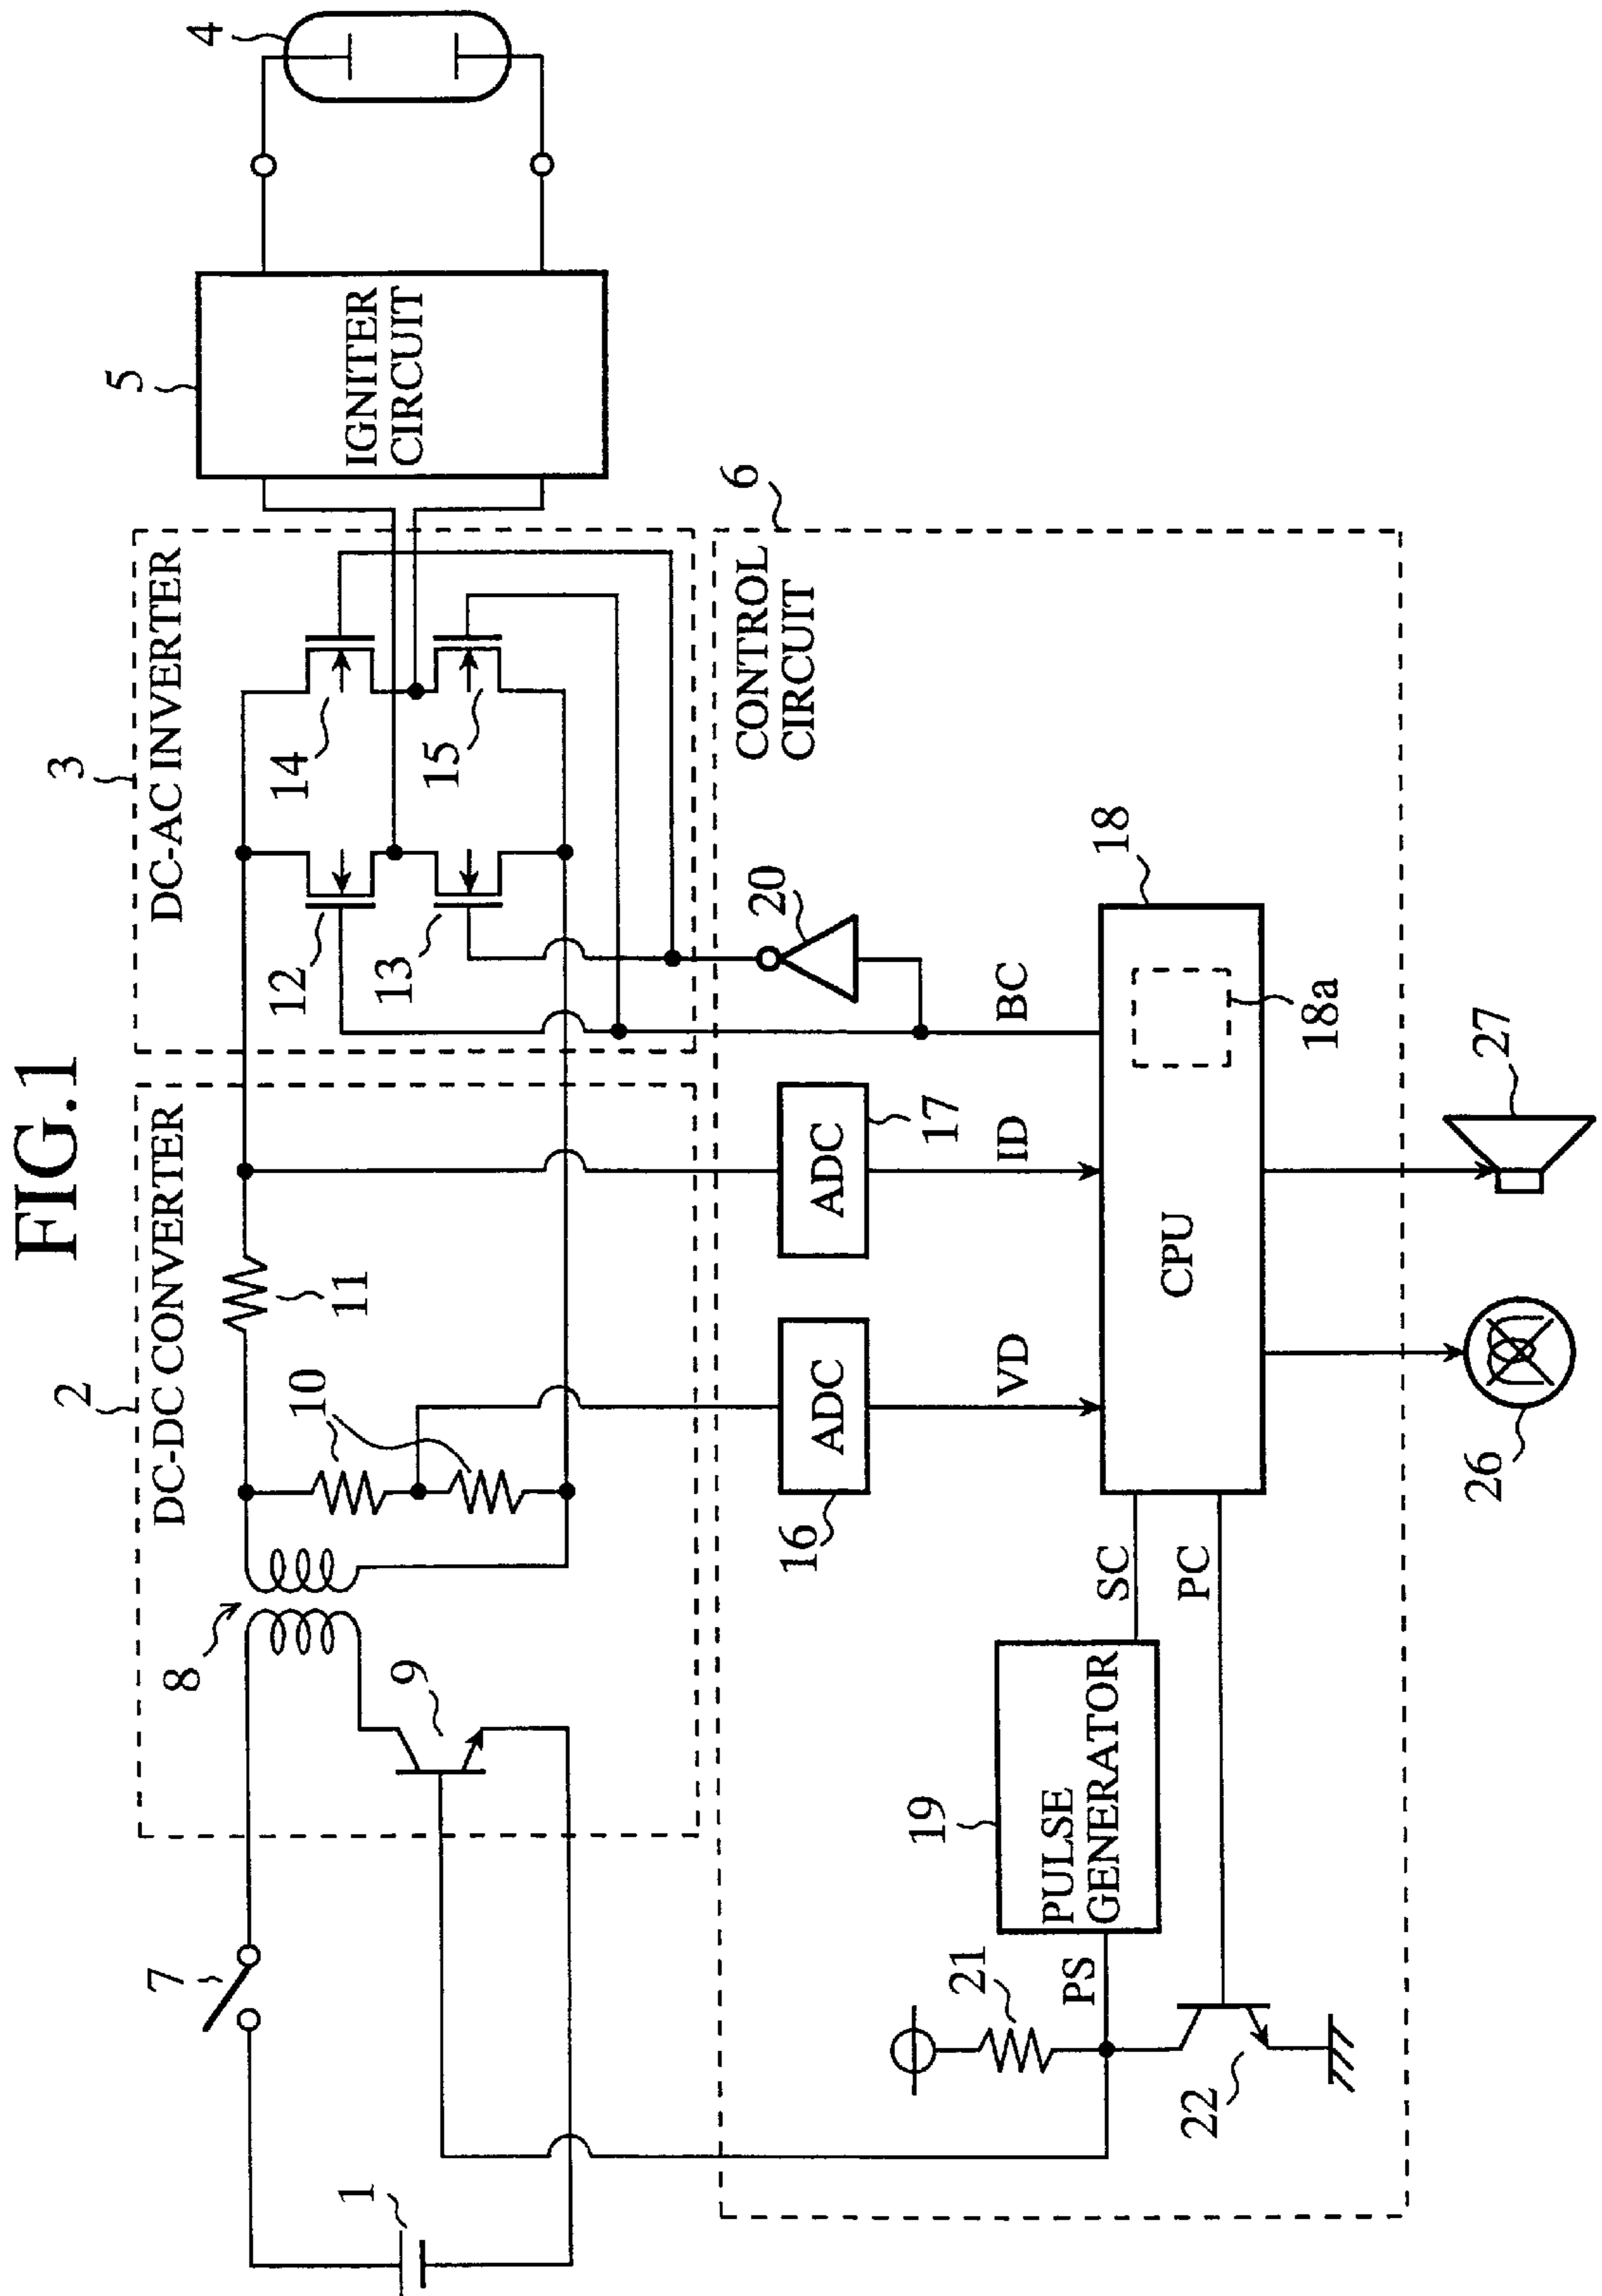 FIG.1
2
DC-DC CONVERTER
3
DC-AC INVERTER
5
IGNITER
CIRCUIT
4
7
8
10
11
12
14
13
15
9
1
6
CONTROL
CIRCUIT
16
ADC
ADC
17
20
VD
ID
BC
19
PULSE
GENERATOR
SC
PC
18
CPU
18a
21
PS
22
26
27